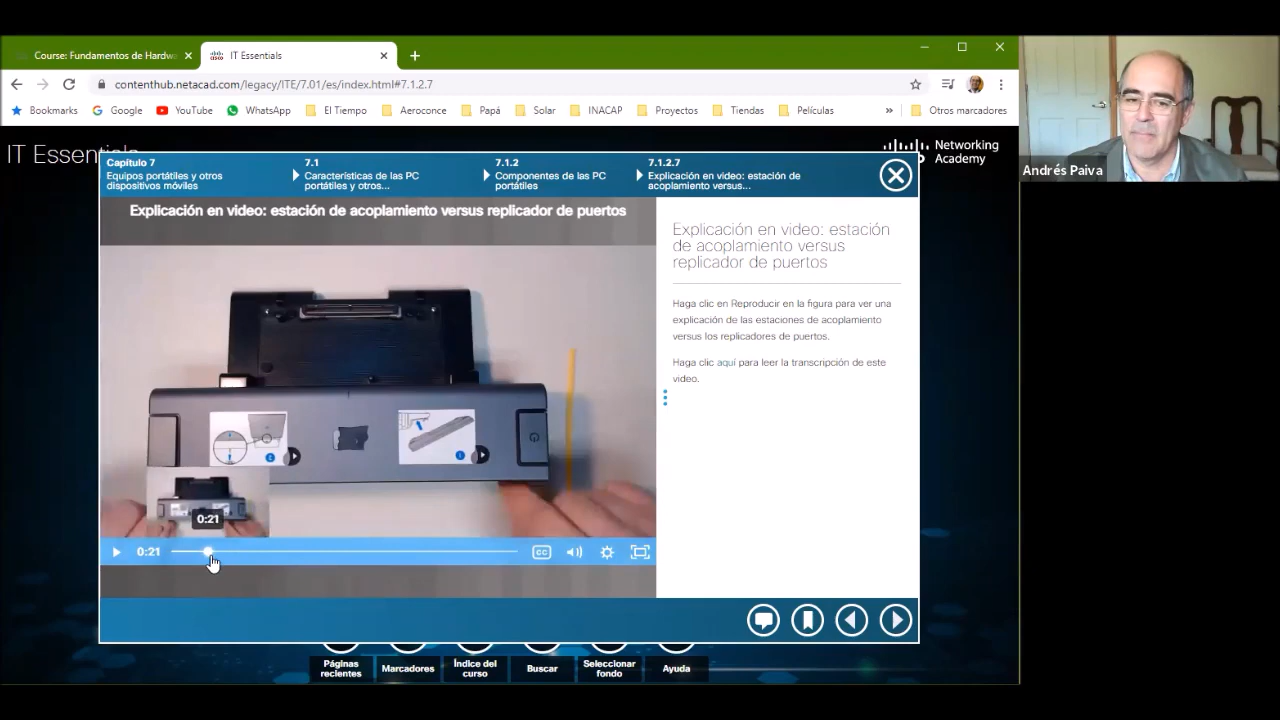 Course: Fundamentos de Hardwa
IT Essentials
contenthub.netacad.com/legacy/ITE/7.01/es/index.html#7.1.2.7
Bookmarks
Google
YouTube
WhatsApp
El Tiempo
Aeroconce
Papá
Solar
INACAP
Proyectos
Tiendas
Películas
»
Otros marcadores
IT Essentials
Networking
Academy
Andrés Paiva
Capítulo 7
Equipos portátiles y otros
dispositivos móviles
7.1
Características de las PC
portátiles y otros...
7.1.2
Componentes de las PC
portátiles
7.1.2.7
Explicación en video: estación de
acoplamiento versus...
Explicación en video: estación de acoplamiento versus replicador de puertos
0:21
0:21
CC
Explicación en video: estación
de acoplamiento versus
replicador de puertos
Haga clic en Reproducir en la figura para ver una
explicación de las estaciones de acoplamiento
versus los replicadores de puertos.
Haga clic aquí para leer la transcripción de este
video.
Páginas
recientes
Marcadores
Índice del
curso
Buscar
Seleccionar
fondo
Ayuda